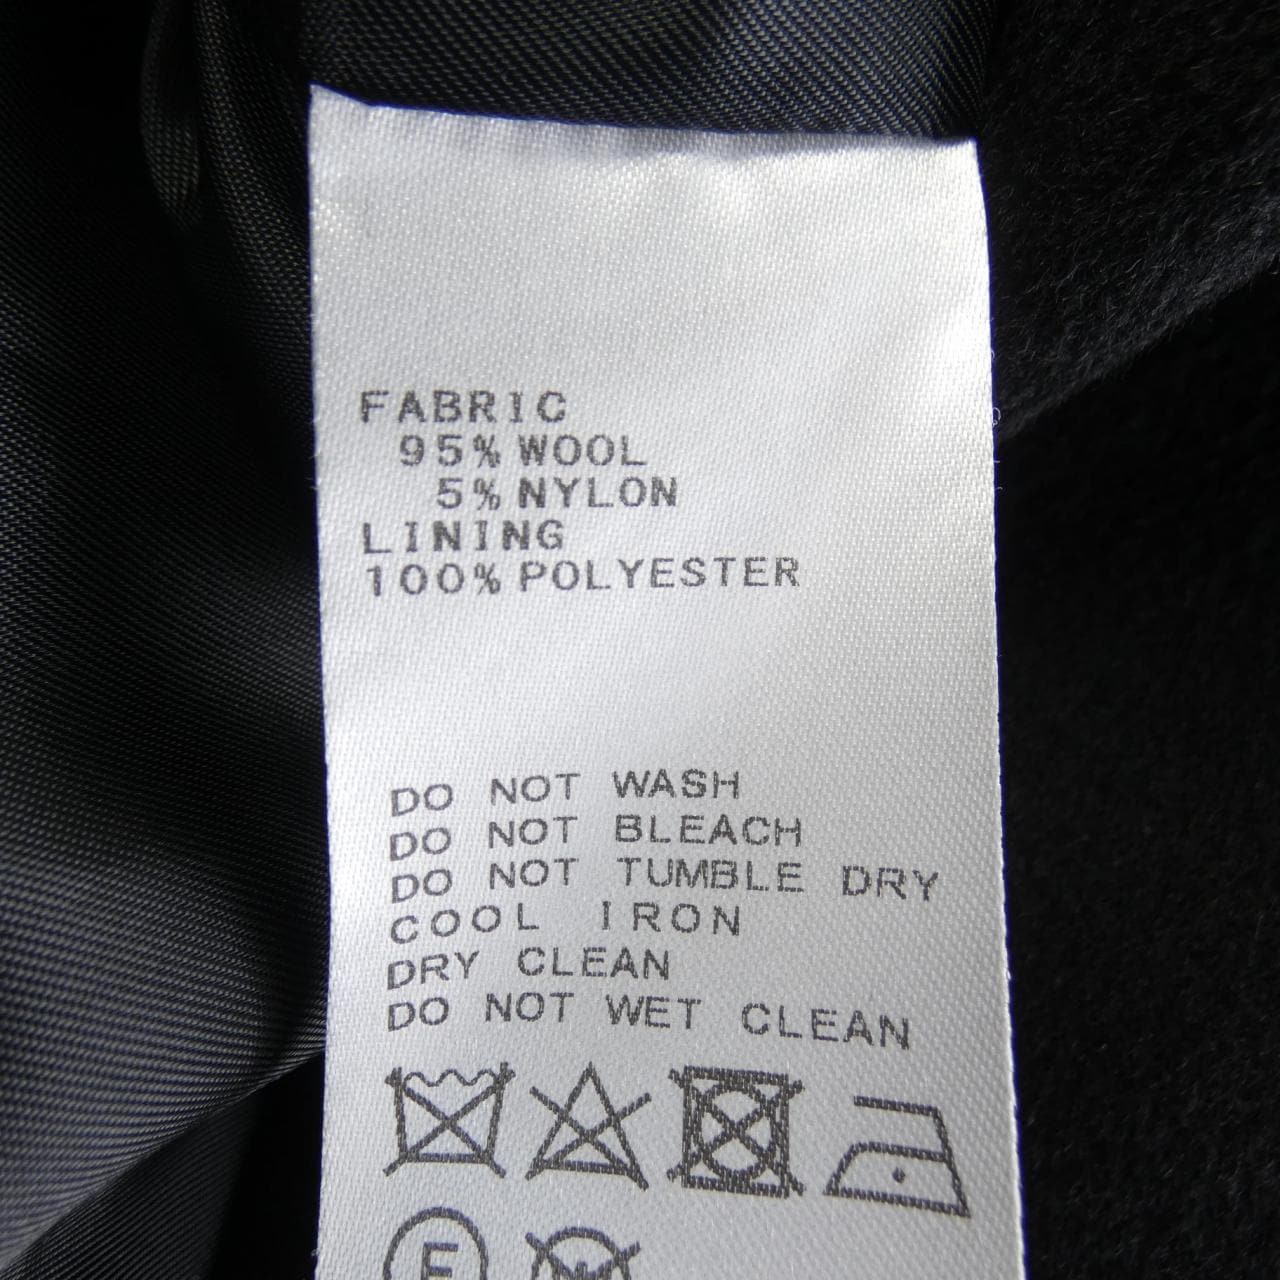 FABRIC
95% WOOL
5% NYLON
LINING
100% POLYESTER
DO NOT WASH
DO NOT BLEACH
DO NOT TUMBLE DRY
COOL IRON
DRY CLEAN
DO NOT WET CLEAN